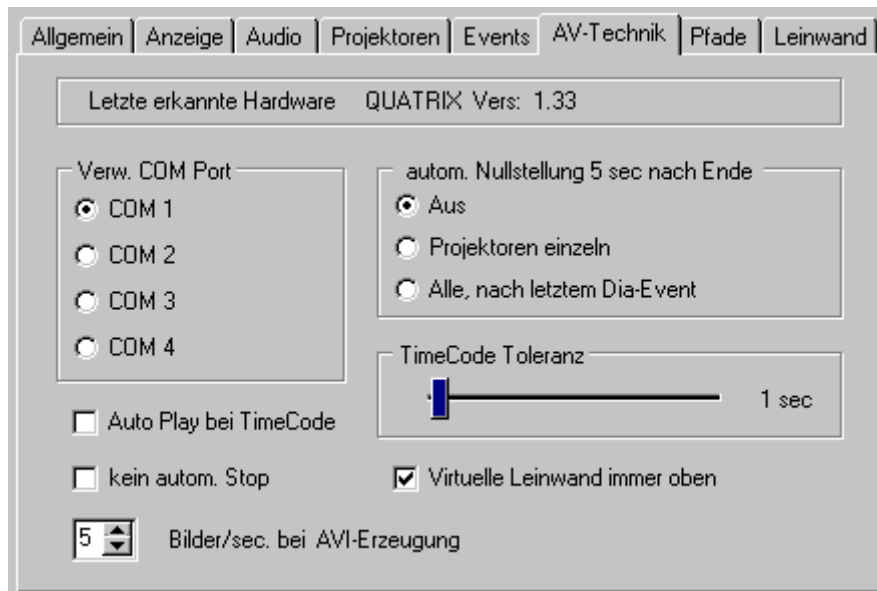 Allgemein Anzeige Audio Projektoren Events AV-Technik Pfade Leinwand
Letzte erkannte Hardware QUATRIX Vers: 1.33
Verw. COM Port
COM 1
COM 2
COM 3
COM 4
autom. Nullstellung 5 sec nach Ende
Aus
Projektoren einzeln
Alle, nach letztem Dia-Event
TimeCode Toleranz
1 sec
Auto Play bei TimeCode
kein autom. Stop
Virtuelle Leinwand immer oben
5 Bilder/sec. bei AVI-Erzeugung